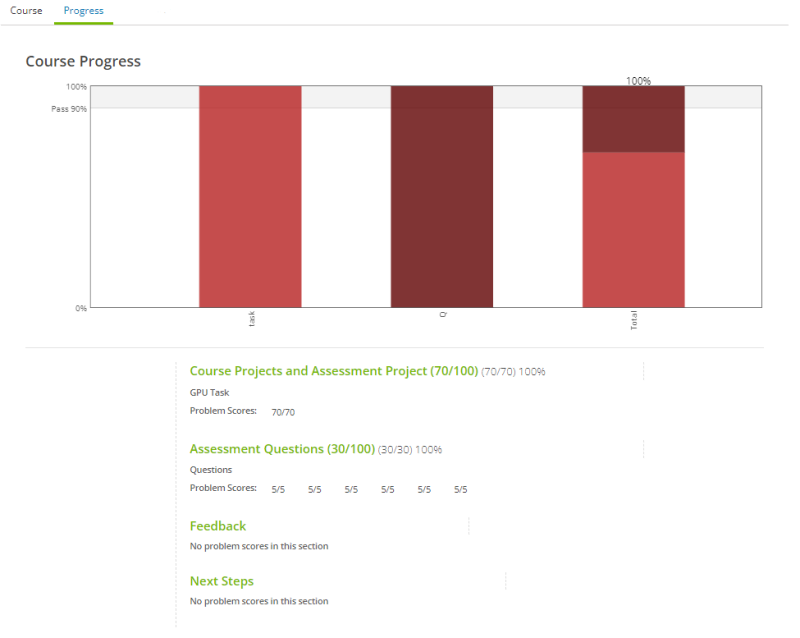 Course Progress
Course Progress
100%
100%
Pass 90%
0%
task
Q
Total
Course Projects and Assessment Project (70/100) (70/70) 100%
GPU Task
Problem Scores: 70/70
Assessment Questions (30/100) (30/30) 100%
Questions
Problem Scores: 5/5 5/5 5/5 5/5 5/5 5/5
Feedback
No problem scores in this section
Next Steps
No problem scores in this section